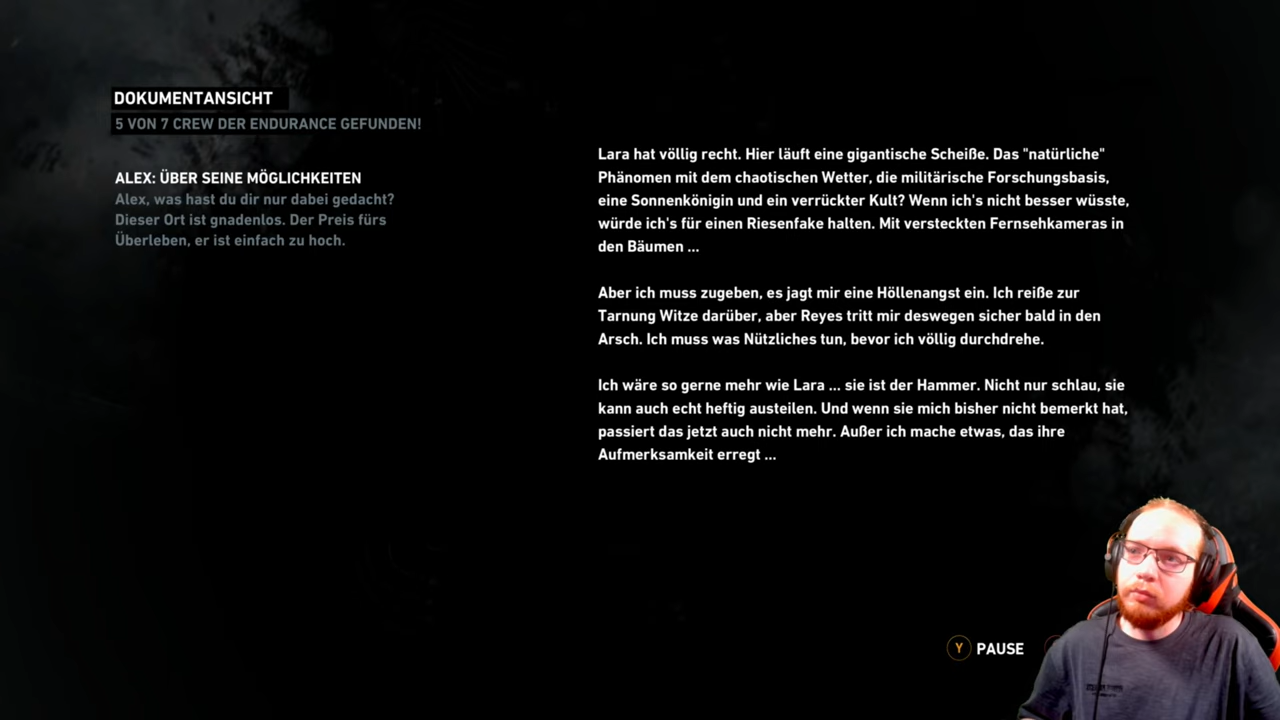 DOKUMENTANSICHT
5 VON 7 CREW DER ENDURANCE GEFUNDEN!
ALEX: ÜBER SEINE MÖGLICHKEITEN
Alex, was hast du dir nur dabei gedacht?
Dieser Ort ist gnadenlos. Der Preis fürs
Überleben, er ist einfach zu hoch.
Lara hat völlig recht. Hier läuft eine gigantische Scheiße. Das "natürliche"
Phänomen mit dem chaotischen Wetter, die militärische Forschungsbasis,
eine Sonnenkönigin und ein verrückter Kult? Wenn ich's nicht besser wüsste,
würde ich's für einen Riesenfake halten. Mit versteckten Fernsehkameras in
den Bäumen ...
Aber ich muss zugeben, es jagt mir eine Höllenangst ein. Ich reiße zur
Tarnung Witze darüber, aber Reyes tritt mir deswegen sicher bald in den
Arsch. Ich muss was Nützliches tun, bevor ich völlig durchdrehe.
Ich wäre so gerne mehr wie Lara ... sie ist der Hammer. Nicht nur schlau, sie
kann auch echt heftig austeilen. Und wenn sie mich bisher nicht bemerkt hat,
passiert das jetzt auch nicht mehr. Außer ich mache etwas, das ihre
Aufmerksamkeit erregt ...
Y PAUSE